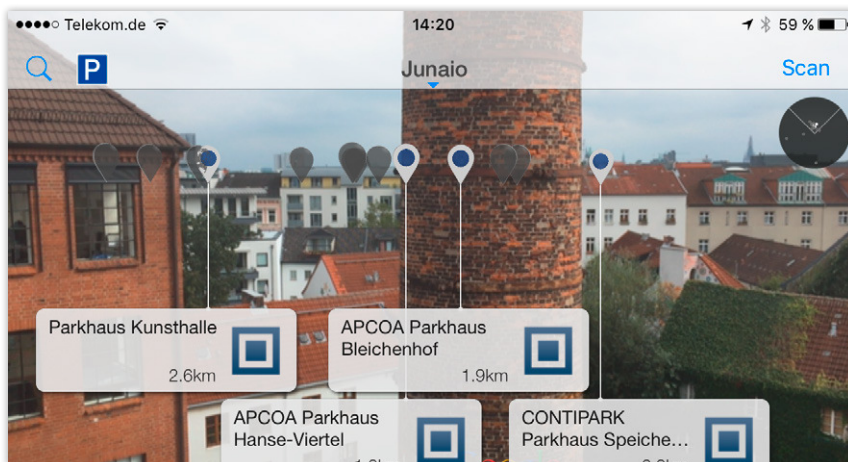 Telekom.de 14:20 59 %
P Junaio Scan
Parkhaus Kunsthalle
2.6km
APCOA Parkhaus
Bleichenhof
1.9km
APCOA Parkhaus
Hanse-Viertel
CONTIPARK
Parkhaus Speiche...